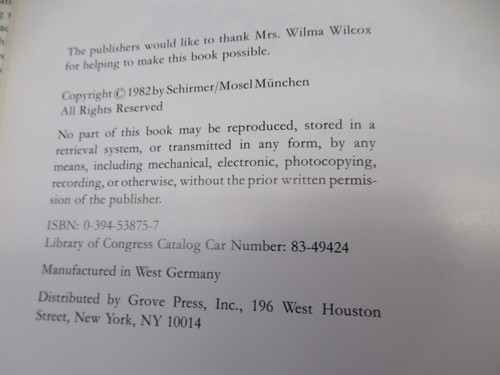 The publishers would like to thank Mrs. Wilma Wilcox
for helping to make this book possible.
Copyright © 1982 by Schirmer/Mosel München
All Rights Reserved
No part of this book may be reproduced, stored in a
retrieval system, or transmitted in any form, by any
means, including mechanical, electronic, photocopying,
recording, or otherwise, without the prior written permis-
sion of the publisher.
ISBN: 0-394-53875-7
Library of Congress Catalog Car Number: 83-49424
Manufactured in West Germany
Distributed by Grove Press, Inc., 196 West Houston
Street, New York, NY 10014